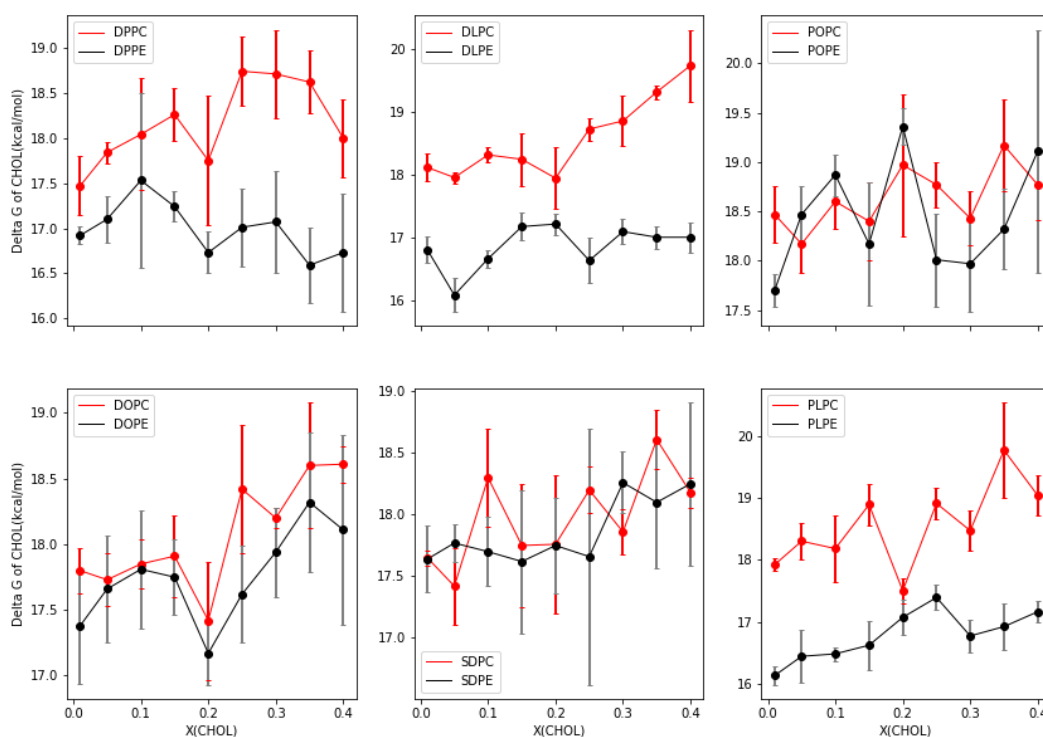 DPPC
DPPE
19.0
18.5
18.0
17.5
17.0
16.5
16.0
Delta G of CHOL(kcal/mol)
DLPC
DLPE
20
19
18
17
16
POPC
POPE
20.0
19.5
19.0
18.5
18.0
17.5
DOPC
DOPE
19.0
18.5
18.0
17.5
17.0
Delta G of CHOL(kcal/mol)
0.0 0.1 0.2 0.3 0.4
X(CHOL)
19.0
18.5
18.0
17.5
17.0
SDPC
SDPE
0.0 0.1 0.2 0.3 0.4
X(CHOL)
PLPC
PLPE
20
19
18
17
16
0.0 0.1 0.2 0.3 0.4
X(CHOL)